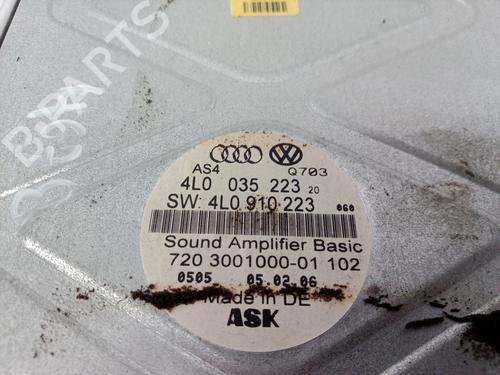 AS4 Q703
4L0 035 223 20
SW: 4L0 910 223 060
Sound Amplifier Basic
720 3001000-01 102
0505 05.02.06
Made in DE
ASK
B PARTS